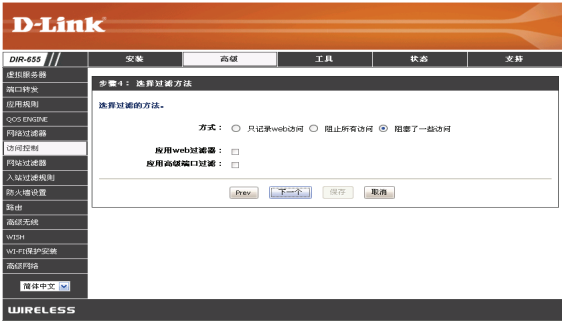 D-Link
DIR-655
安装
高级
工具
状态
支持
虚拟服务器
端口转发
应用规则
QOS ENGINE
网络过滤器
访问控制
网站过滤器
入站过滤规则
防火墙设置
路由
高级无线
WISH
WI-FI保护安装
高级网络
简体中文
步骤4： 选择过滤方法
选择过滤的方法。
方式： 只记录web访问 阻止所有访问 阻塞了一些访问
应用web过滤器：
应用高级端口过滤：
Prev 下一个 保存 取消
WIRELESS